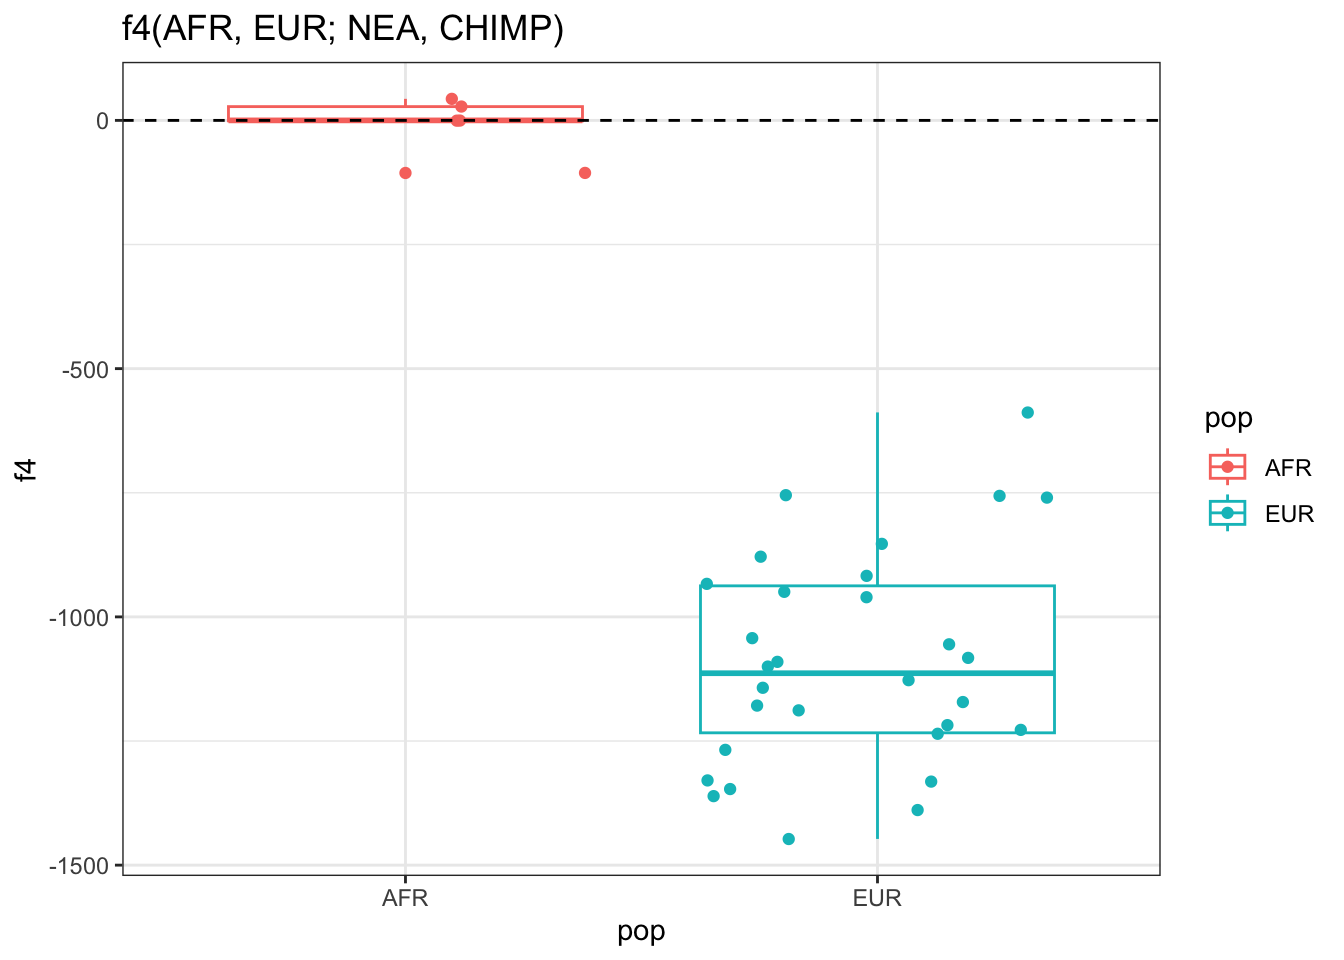 f4(AFR, EUR; NEA, CHIMP)
0
-500
-1000
-1500
f4
AFR
EUR
pop
pop
AFR
EUR